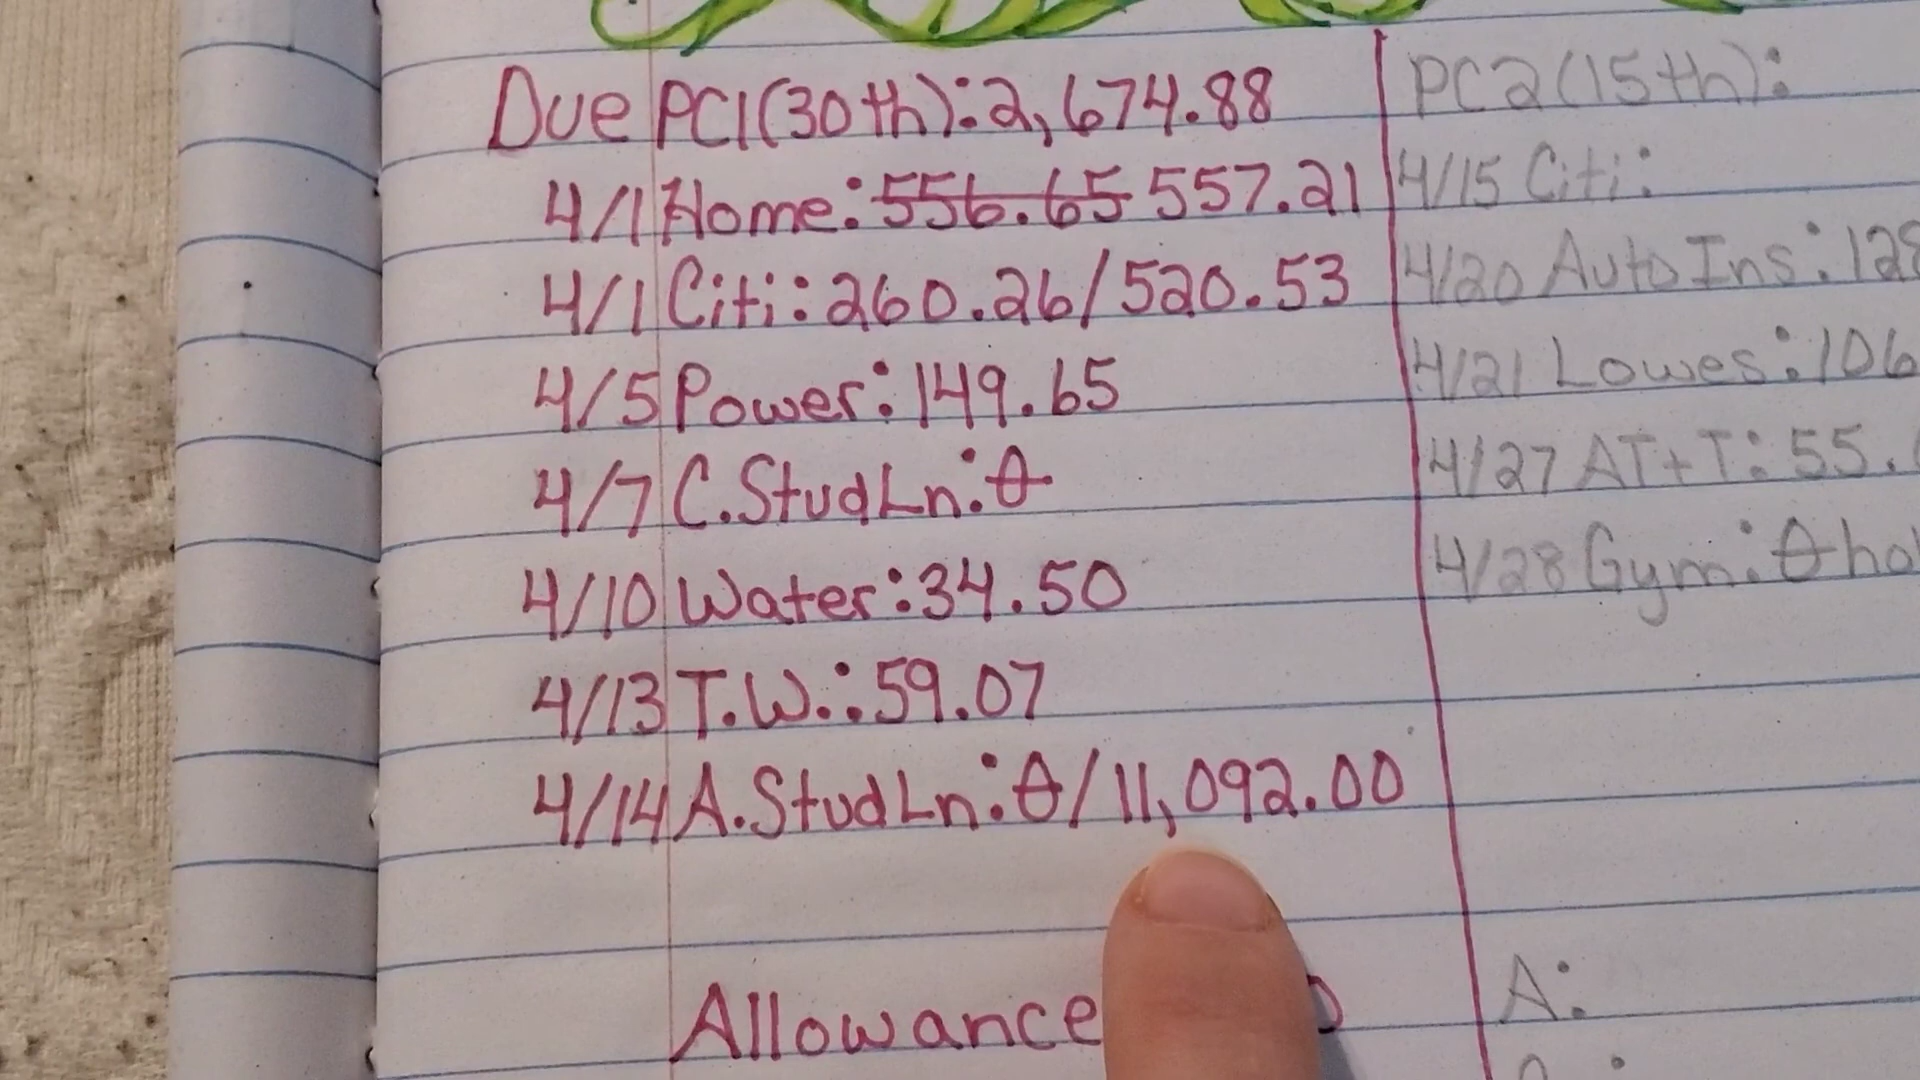 Due PC1(30th):2,674.88
4/1 Home: 556.65 557.21
4/1 Citi: 260.26/520.53
4/5 Power: 149.65
4/7 C.StudLn: θ
4/10 Water: 34.50
4/13 T.W.: 59.07
4/14 A.StudLn: θ/11,092.00
Allowance
PC2(15th):
4/15 Citi:
4/20 Auto Ins: 128
4/21 Lowes: 106
4/27 AT+T: 55.
4/28 Gym: θ
A: